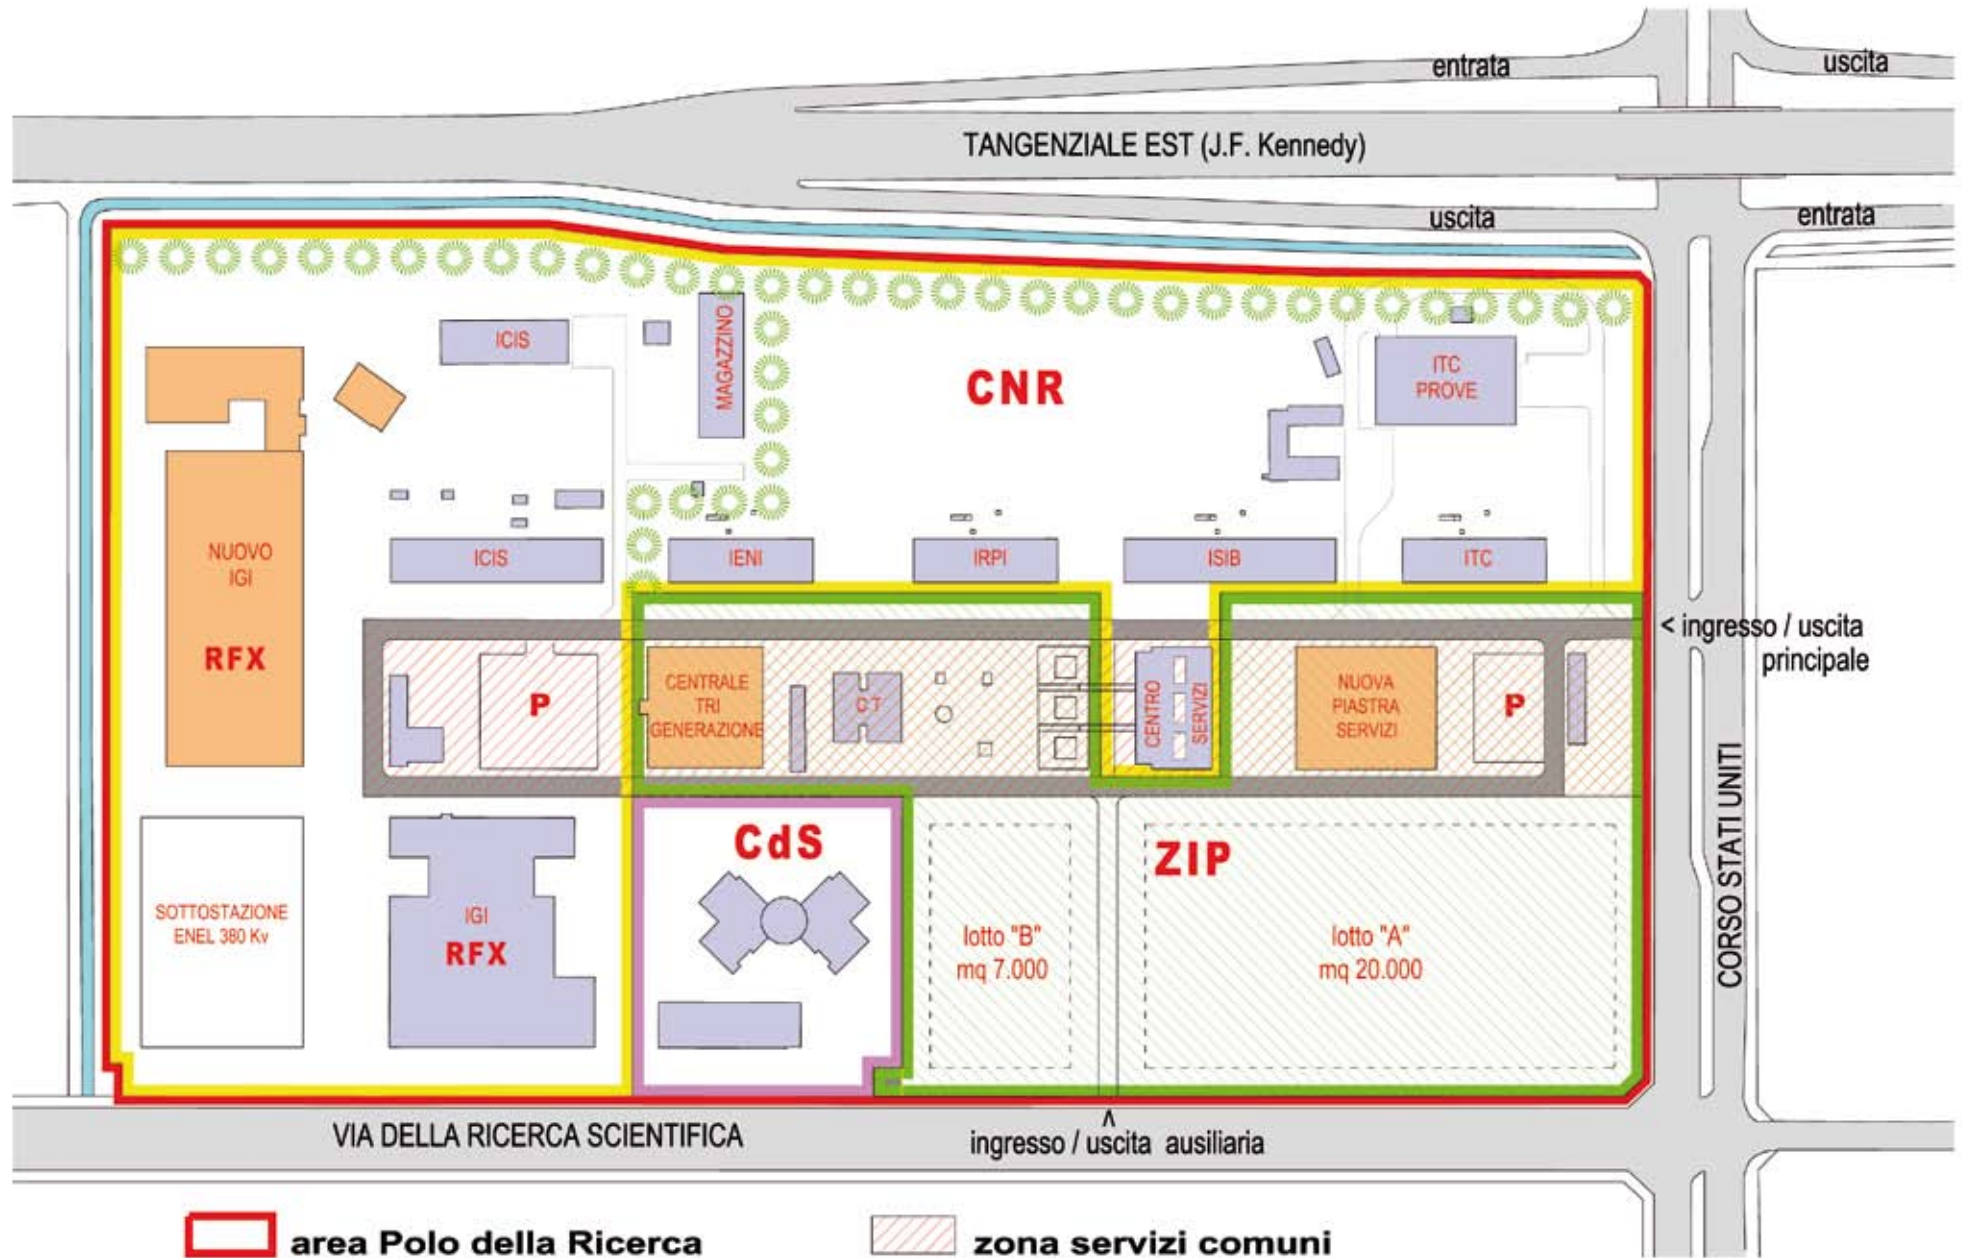 entrata
uscita
TANGENZIALE EST (J.F. Kennedy)
uscita
entrata
ICIS
MAGAZZINO
CNR
ITC
PROVE
NUOVO
IGI
RFX
ICIS
IENI
IRPI
ISIB
ITC
< ingresso / uscita
principale
P
CENTRALE
TRI
GENERAZIONE
CT
CENTRO
SERVIZI
NUOVA
PIASTRA
SERVIZI
P
CORSO STATI UNITI
SOTTOSTAZIONE
ENEL 380 Kv
IGI
RFX
CdS
ZIP
lotto "B"
mq 7.000
lotto "A"
mq 20.000
VIA DELLA RICERCA SCIENTIFICA
ingresso / uscita ausiliaria
area Polo della Ricerca
zona servizi comuni